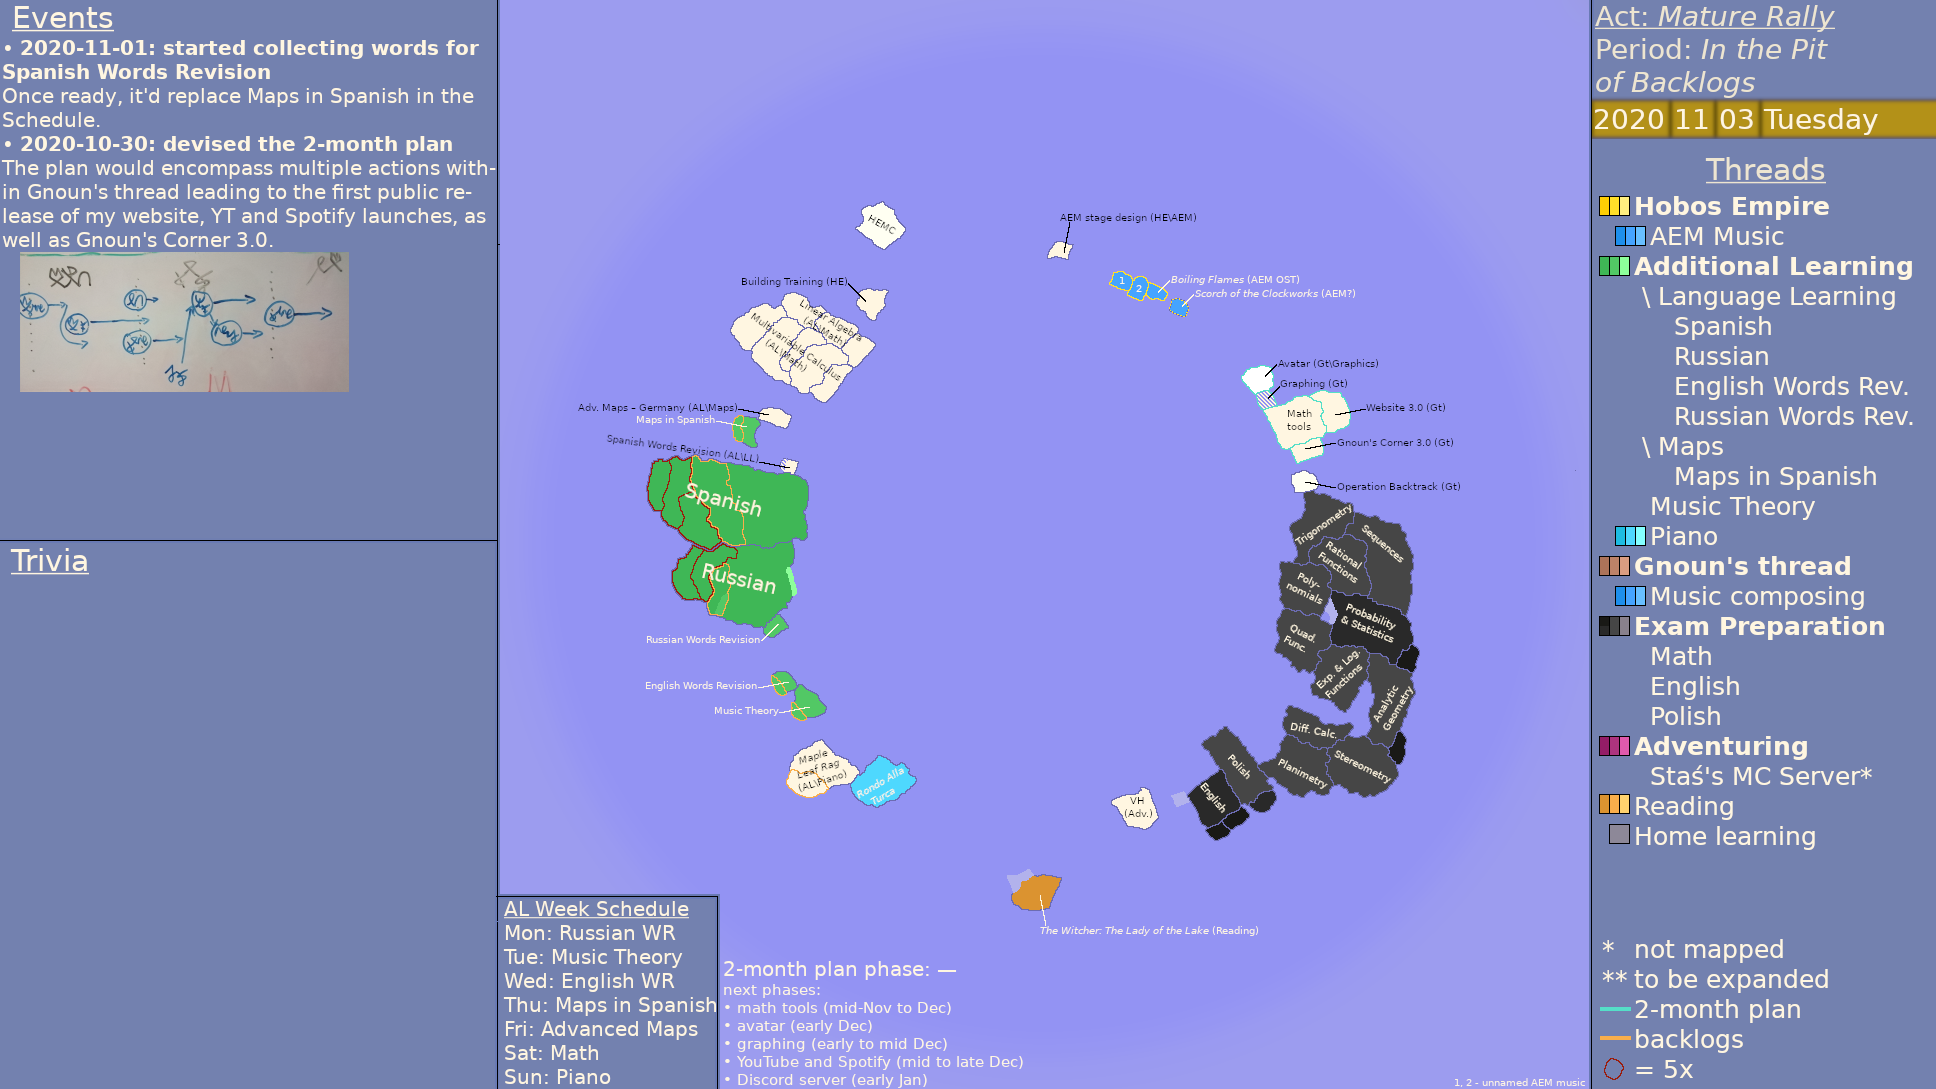 Events
• 2020-11-01: started collecting words for
Spanish Words Revision
Once ready, it'd replace Maps in Spanish in the
Schedule.
• 2020-10-30: devised the 2-month plan
The plan would encompass multiple actions with-
in Gnoun's thread leading to the first public re-
lease of my website, YT and Spotify launches, as
well as Gnoun's Corner 3.0.
Trivia
HEMC
AEM stage design (HE\AEM)
Building Training (HE)
1
2
Boiling Flames (AEM OST)
Scorch of the Clockworks (AEM?)
Linear Algebra
(AL\Math)
Multivariable Calculus
(AL\Math)
Avatar (Gt\Graphics)
Graphing (Gt)
Adv. Maps – Germany (AL\Maps)
Maps in Spanish
Math
tools
Website 3.0 (Gt)
Gnoun's Corner 3.0 (Gt)
Spanish Words Revision (AL\LL)
Operation Backtrack (Gt)
Spanish
Russian
Russian Words Revision
English Words Revision
Music Theory
Maple
Leaf Rag
(AL\Piano)
Rondo Alla
Turca
Trigonometry
Sequences
Rational
Functions
Poly-
nomials
Probability
& Statistics
Quad.
Func.
Exp. & Log.
Functions
Analytic
Geometry
Diff. Calc.
Planimetry
Stereometry
Polish
English
VH
(Adv.)
The Witcher: The Lady of the Lake (Reading)
AL Week Schedule
Mon: Russian WR
Tue: Music Theory
Wed: English WR
Thu: Maps in Spanish
Fri: Advanced Maps
Sat: Math
Sun: Piano
2-month plan phase: —
next phases:
• math tools (mid-Nov to Dec)
• avatar (early Dec)
• graphing (early to mid Dec)
• YouTube and Spotify (mid to late Dec)
• Discord server (early Jan)
1, 2 - unnamed AEM music
Act: Mature Rally
Period: In the Pit
of Backlogs
2020 11 03 Tuesday
Threads
Hobos Empire
AEM Music
Additional Learning
\ Language Learning
Spanish
Russian
English Words Rev.
Russian Words Rev.
\ Maps
Maps in Spanish
Music Theory
Piano
Gnoun's thread
Music composing
Exam Preparation
Math
English
Polish
Adventuring
Staś's MC Server*
Reading
Home learning
* not mapped
** to be expanded
2-month plan
backlogs
= 5x